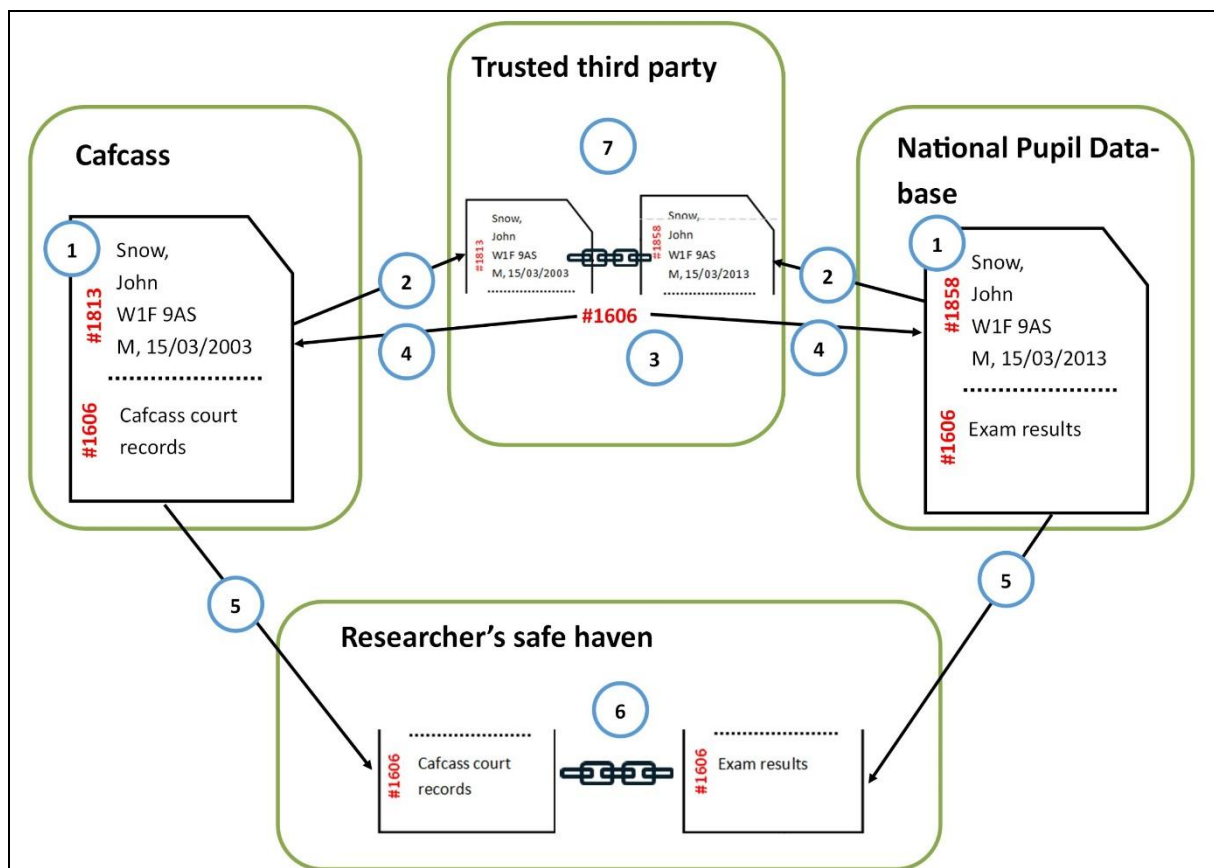 Trusted third party
7
Snow,
John
W1F 9AS
M, 15/03/2003
#1813
Snow,
John
W1F 9AS
M, 15/03/2013
#1858
#1606
3
Cafcass
1
Snow,
John
W1F 9AS
M, 15/03/2003
#1813
Cafcass court
records
#1606
2
4
National Pupil Data-
base
1
Snow,
John
W1F 9AS
M, 15/03/2013
#1858
Exam results
#1606
2
4
5
5
Researcher's safe haven
6
Cafcass court
records
#1606
Exam results
#1606